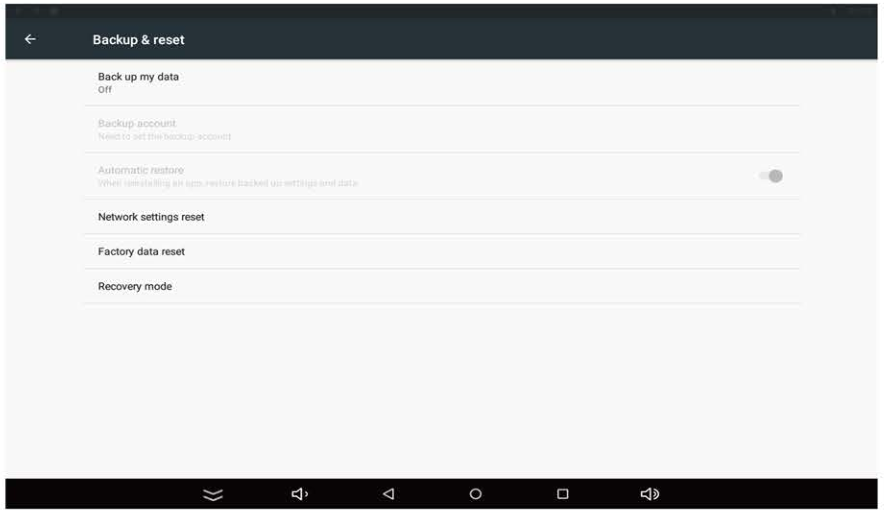 Backup & reset
Back up my data
Off
Backup account
Need to set the backup account
Automatic restore
When reinstalling an app, restore backed up settings and data
Network settings reset
Factory data reset
Recovery mode